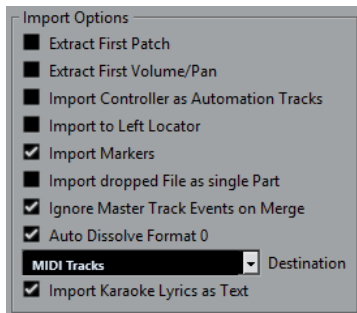 Import Options
Extract First Patch
Extract First Volume/Pan
Import Controller as Automation Tracks
Import to Left Locator
Import Markers
Import dropped File as single Part
Ignore Master Track Events on Merge
Auto Dissolve Format 0
MIDI Tracks Destination
Import Karaoke Lyrics as Text